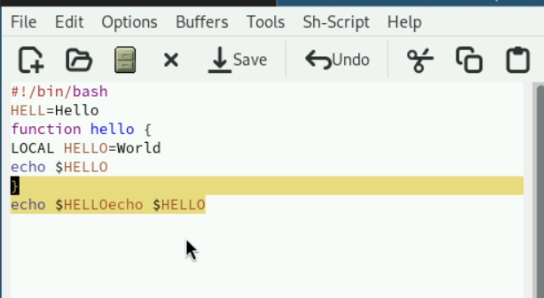 File Edit Options Buffers Tools Sh-Script Help
Save Undo
#!/bin/bash
HELL=Hello
function hello {
LOCAL HELLO=World
echo $HELLO
}
echo $HELLOecho $HELLO